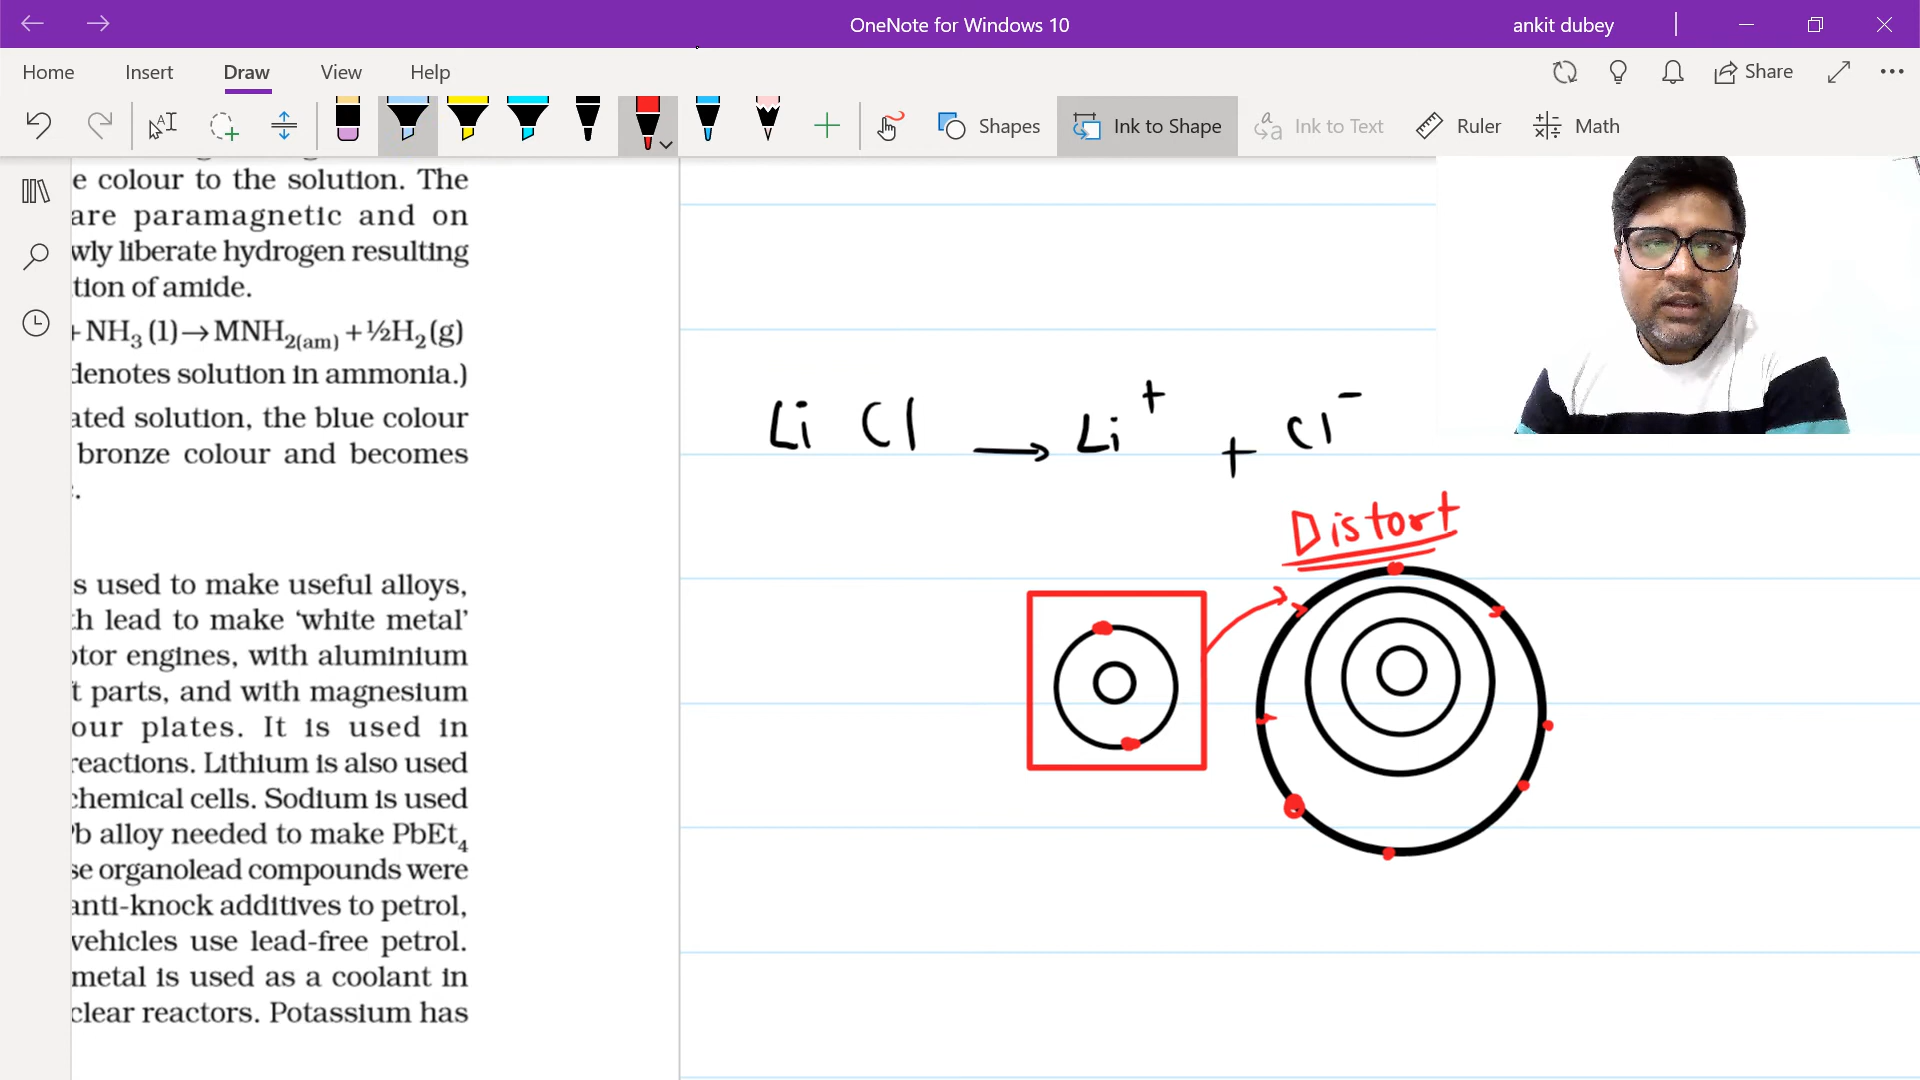 OneNote for Windows 10
ankit dubey
Home Insert Draw View Help
Share
Shapes
Ink to Shape
Ink to Text
Ruler
Math
e colour to the solution. The
are paramagnetic and on
wly liberate hydrogen resulting
tion of amide.
+ NH₃ (l) → MNH₂(am) + ½H₂ (g)
denotes solution in ammonia.)
ated solution, the blue colour
bronze colour and becomes
s used to make useful alloys,
th lead to make ‘white metal’
otor engines, with aluminium
t parts, and with magnesium
our plates. It is used in
reactions. Lithium is also used
chemical cells. Sodium is used
Pb alloy needed to make PbEt₄
se organolead compounds were
anti-knock additives to petrol,
vehicles use lead-free petrol.
metal is used as a coolant in
clear reactors. Potassium has
Li Cl → Li⁺ + Cl⁻
Distort